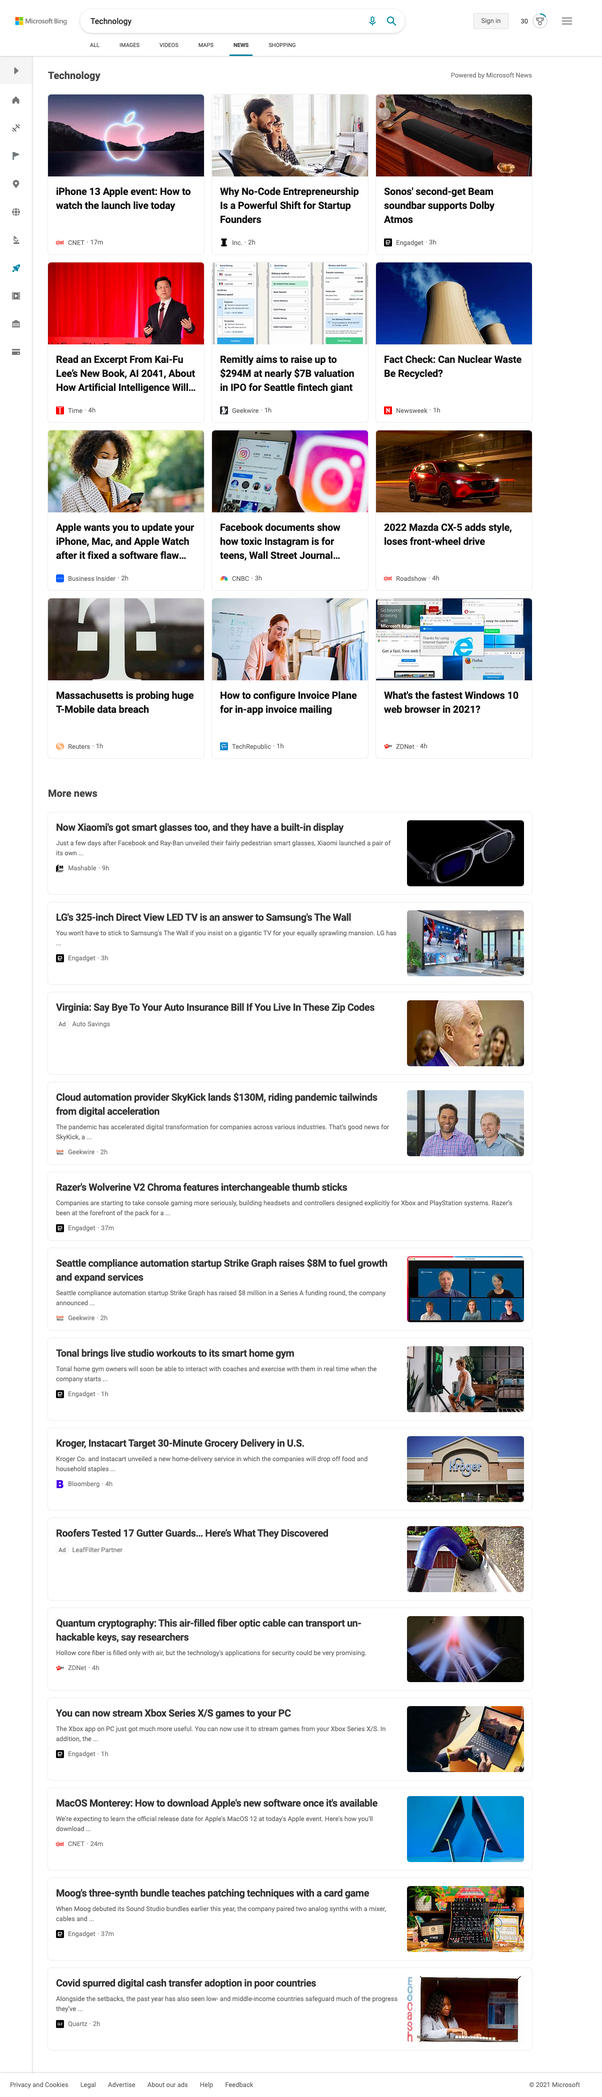 Microsoft Bing
Technology
Sign in
30
ALL
IMAGES
VIDEOS
MAPS
NEWS
SHOPPING
Technology
Powered by Microsoft News
iPhone 13 Apple event: How to
watch the launch live today
CNET · 17m
Why No-Code Entrepreneurship
Is a Powerful Shift for Startup
Founders
Inc. · 2h
Sonos' second-get Beam
soundbar supports Dolby
Atmos
Engadget · 3h
Read an Excerpt From Kai-Fu
Lee's New Book, AI 2041, About
How Artificial Intelligence Will...
Time · 4h
Remitly aims to raise up to
$294M at nearly $7B valuation
in IPO for Seattle fintech giant
Geekwire · 1h
Fact Check: Can Nuclear Waste
Be Recycled?
Newsweek · 1h
Apple wants you to update your
iPhone, Mac, and Apple Watch
after it fixed a software flaw...
Business Insider · 2h
Facebook documents show
how toxic Instagram is for
teens, Wall Street Journal...
CNBC · 3h
2022 Mazda CX-5 adds style,
loses front-wheel drive
Roadshow · 4h
Massachusetts is probing huge
T-Mobile data breach
Reuters · 1h
How to configure Invoice Plane
for in-app invoice mailing
TechRepublic · 1h
What's the fastest Windows 10
web browser in 2021?
ZDNet · 4h
More news
Now Xiaomi's got smart glasses too, and they have a built-in display
Just a few days after Facebook and Ray-Ban unveiled their fairly pedestrian smart glasses, Xiaomi launched a pair of
its own ...
Mashable · 9h
LG's 325-inch Direct View LED TV is an answer to Samsung's The Wall
You won't have to stick to Samsung's The Wall if you insist on a gigantic TV for your equally sprawling mansion. LG has
...
Engadget · 3h
Virginia: Say Bye To Your Auto Insurance Bill If You Live In These Zip Codes
Ad Auto Savings
Cloud automation provider SkyKick lands $130M, riding pandemic tailwinds
from digital acceleration
The pandemic has accelerated digital transformation for companies across various industries. That's good news for
SkyKick, a ...
Geekwire · 2h
Razer's Wolverine V2 Chroma features interchangeable thumb sticks
Companies are starting to take console gaming more seriously, building headsets and controllers designed explicitly for Xbox and PlayStation systems. Razer's
been at the forefront of the pack for a ...
Engadget · 37m
Seattle compliance automation startup Strike Graph raises $8M to fuel growth
and expand services
Seattle compliance automation startup Strike Graph has raised $8 million in a Series A funding round, the company
announced ...
Geekwire · 2h
Tonal brings live studio workouts to its smart home gym
Tonal home gym owners will soon be able to interact with coaches and exercise with them in real time when the
company starts ...
Engadget · 1h
Kroger, Instacart Target 30-Minute Grocery Delivery in U.S.
Kroger Co. and Instacart unveiled a new home-delivery service in which the companies will drop off food and
household staples ...
Bloomberg · 4h
Kroger
Roofers Tested 17 Gutter Guards... Here's What They Discovered
Ad LeafFilter Partner
Quantum cryptography: This air-filled fiber optic cable can transport un-
hackable keys, say researchers
Hollow core fiber is filled only with air, but the technology's applications for security could be very promising.
ZDNet · 4h
You can now stream Xbox Series X/S games to your PC
The Xbox app on PC just got much more useful. You can now use it to stream games from your Xbox Series X/S. In
addition, the ...
Engadget · 1h
MacOS Monterey: How to download Apple's new software once it's available
We're expecting to learn the official release date for Apple's MacOS 12 at today's Apple event. Here's how you'll
download ...
CNET · 24m
Moog's three-synth bundle teaches patching techniques with a card game
When Moog debuted its Sound Studio bundles earlier this year, the company paired two analog synths with a mixer,
cables and ...
Engadget · 37m
Covid spurred digital cash transfer adoption in poor countries
Alongside the setbacks, the past year has also seen low- and middle-income countries safeguard much of the progress
they've ...
Quartz · 2h
EcoCash
Privacy and Cookies
Legal
Advertise
About our ads
Help
Feedback
© 2021 Microsoft